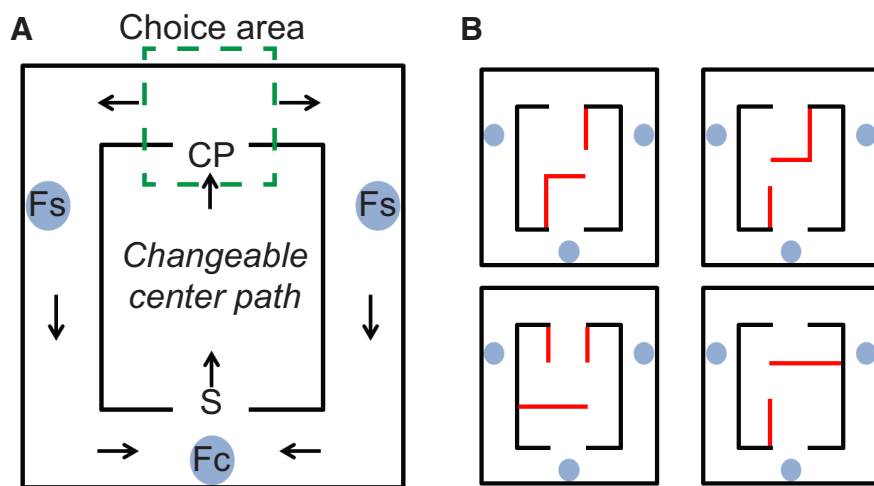 A
Choice area
CP
Fs
Fs
Changeable
center path
S
Fc
B